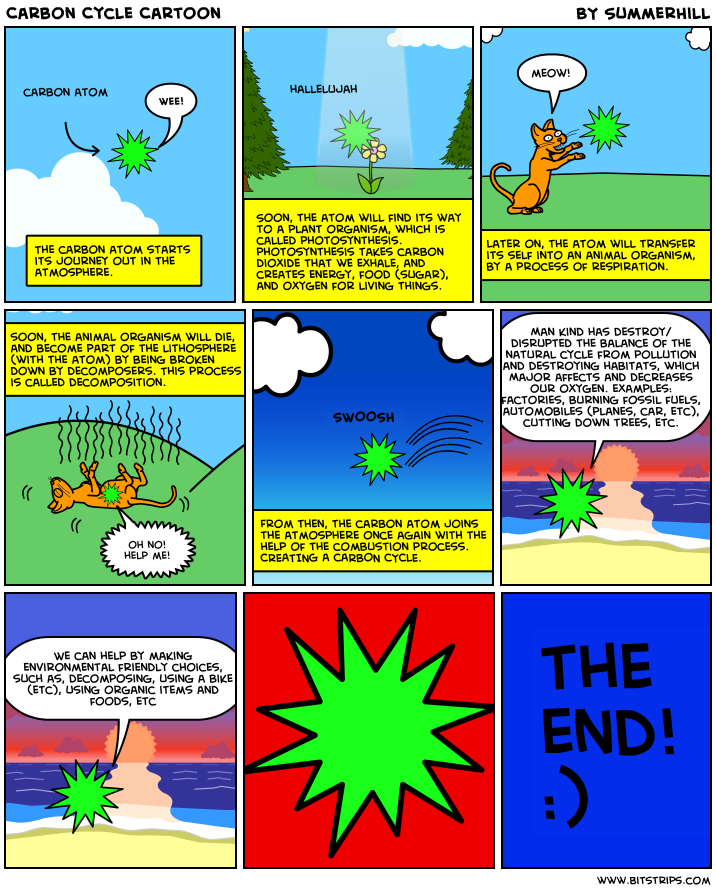 CARBON CYCLE CARTOON
BY SUMMERHILL
CARBON ATOM
WEE!
THE CARBON ATOM STARTS
ITS JOURNEY OUT IN THE
ATMOSPHERE.
HALLELUJAH
SOON, THE ATOM WILL FIND ITS WAY
TO A PLANT ORGANISM, WHICH IS
CALLED PHOTOSYNTHESIS.
PHOTOSYNTHESIS TAKES CARBON
DIOXIDE THAT WE EXHALE, AND
CREATES ENERGY, FOOD (SUGAR),
AND OXYGEN FOR LIVING THINGS.
MEOW!
LATER ON, THE ATOM WILL TRANSFER
ITS SELF INTO AN ANIMAL ORGANISM,
BY A PROCESS OF RESPIRATION.
SOON, THE ANIMAL ORGANISM WILL DIE,
AND BECOME PART OF THE LITHOSPHERE
(WITH THE ATOM) BY BEING BROKEN
DOWN BY DECOMPOSERS. THIS PROCESS
IS CALLED DECOMPOSITION.
OH NO!
HELP ME!
SWOOSH
FROM THEN, THE CARBON ATOM JOINS
THE ATMOSPHERE ONCE AGAIN WITH THE
HELP OF THE COMBUSTION PROCESS.
CREATING A CARBON CYCLE.
MAN KIND HAS DESTROY/
DISRUPTED THE BALANCE OF THE
NATURAL CYCLE FROM POLLUTION
AND DESTROYING HABITATS, WHICH
MAJOR AFFECTS AND DECREASES
OUR OXYGEN. EXAMPLES:
FACTORIES, BURNING FOSSIL FUELS,
AUTOMOBILES (PLANES, CAR, ETC),
CUTTING DOWN TREES, ETC.
WE CAN HELP BY MAKING
ENVIRONMENTAL FRIENDLY CHOICES,
SUCH AS, DECOMPOSING, USING A BIKE
(ETC), USING ORGANIC ITEMS AND
FOODS, ETC
THE
END!
:)
WWW.BITSTRIPS.COM